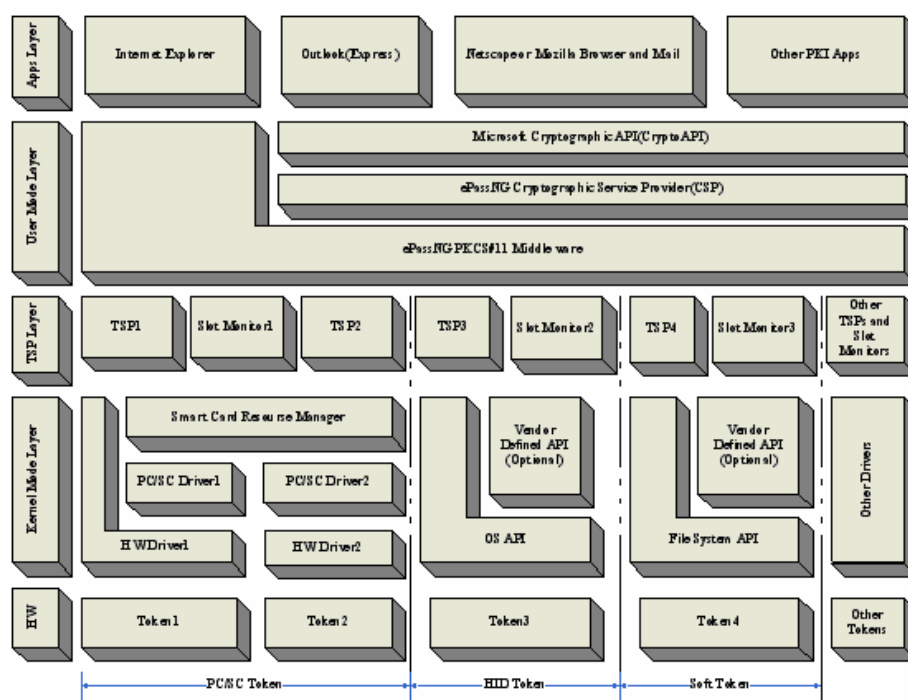 Apps Layer
Internet Explorer
Outlook(Express)
Netscape or Mozilla Browser and Mail
Other PKI Apps
User Mode Layer
Microsoft Cryptographic API(CryptoAPI)
ePassNG Cryptographic Service Provider(CSP)
ePassNG PKCS#11 Middle ware
TSP Layer
TSP1
Slot Monitor1
TSP2
TSP3
Slot Monitor2
TSP4
Slot Monitor3
Other
TSPs and
Slot
Monitors
Kernel Mode Layer
Smart Card Resourse Manager
PC/SC Driver1
PC/SC Driver2
HWDriver1
HWDriver2
Vendor
Defined API
(Optional)
OS API
Vendor
Defined API
(Optional)
File System API
Other Drivers
HW
Token1
Token2
Token3
Token4
Other
Tokens
PC/SC Token
HID Token
Soft Token